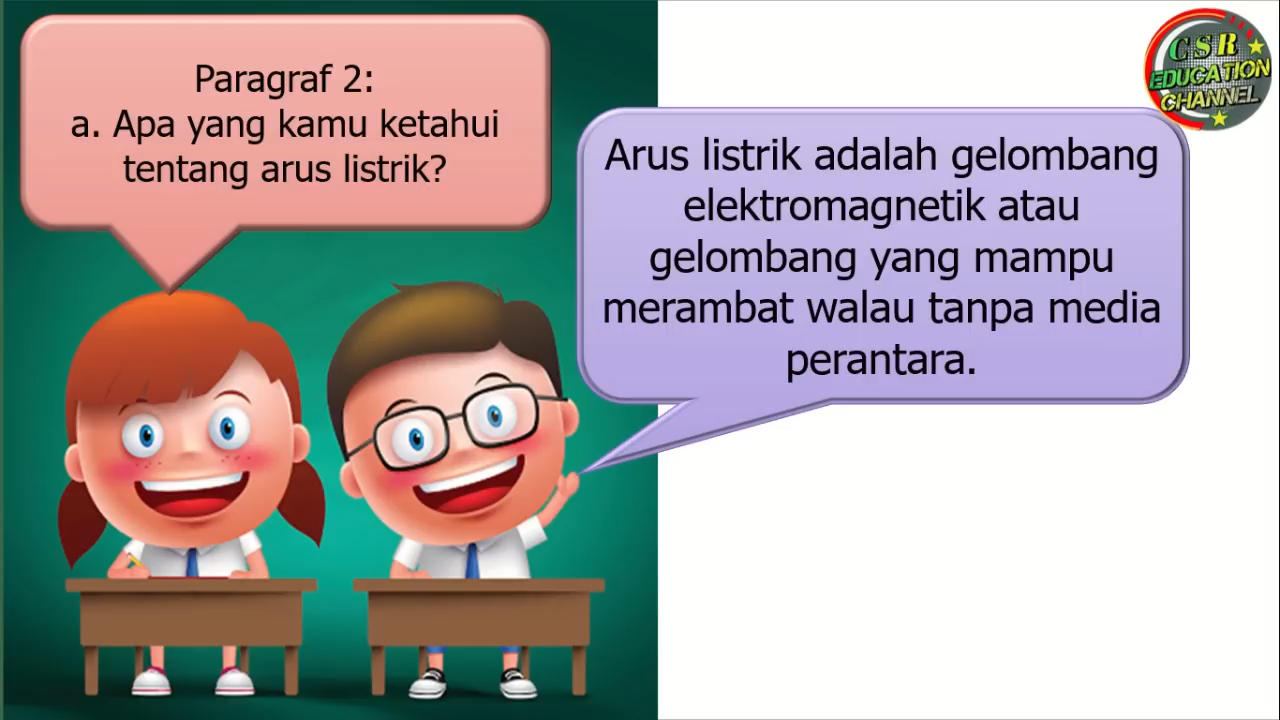 Paragraf 2:
a. Apa yang kamu ketahui
tentang arus listrik?
Arus listrik adalah gelombang
elektromagnetik atau
gelombang yang mampu
merambat walau tanpa media
perantara.
CSR
EDUCATION
CHANNEL